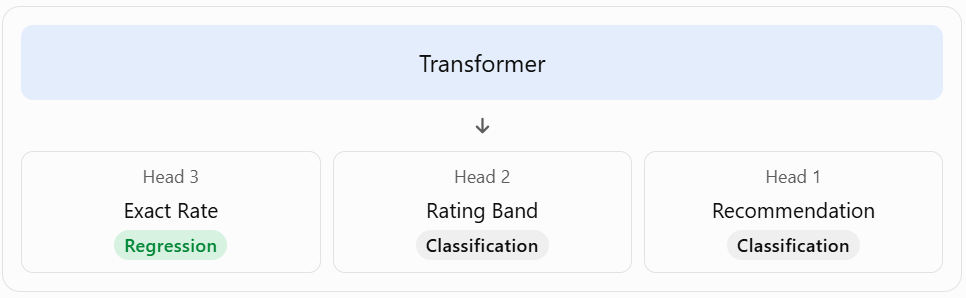 Transformer
Head 3
Exact Rate
Regression
Head 2
Rating Band
Classification
Head 1
Recommendation
Classification